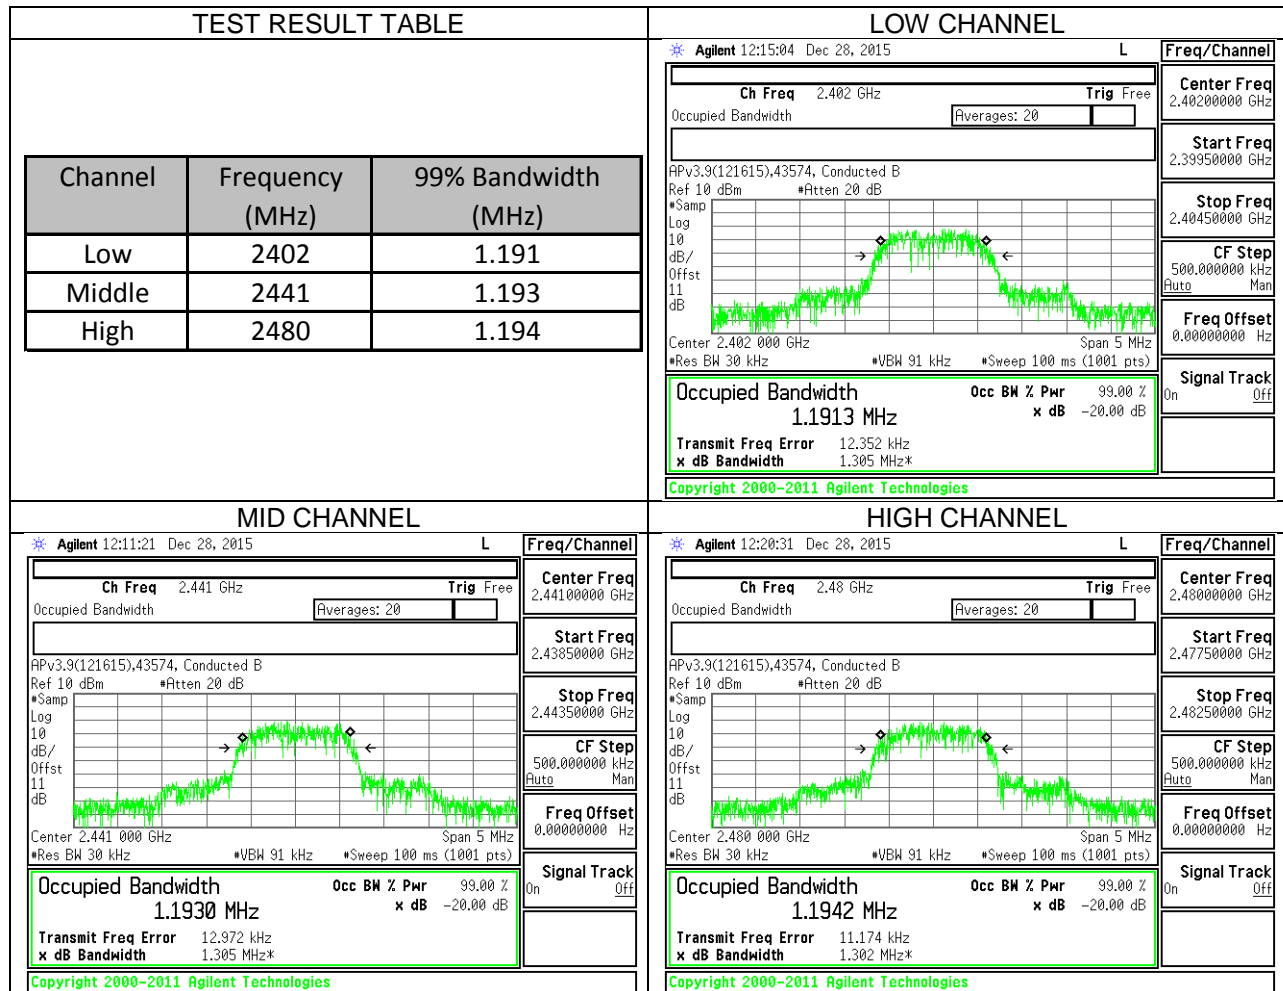 TEST RESULT TABLE
Channel Frequency (MHz) 99% Bandwidth (MHz)
Low 2402 1.191
Middle 2441 1.193
High 2480 1.194
LOW CHANNEL
Agilent 12:15:04 Dec 28, 2015 L
Freq/Channel
Ch Freq 2.402 GHz Trig Free
Occupied Bandwidth Averages: 20
APv3.9(121615),43574, Conducted B
Ref 10 dBm #Atten 20 dB
#Samp
Log
10
dB/
Offst
11
dB
Center 2.402 000 GHz Span 5 MHz
#Res BW 30 kHz #VBW 91 kHz #Sweep 100 ms (1001 pts)
Occupied Bandwidth Occ BW % Pwr 99.00 %
1.1913 MHz x dB -20.00 dB
Transmit Freq Error 12.352 kHz
x dB Bandwidth 1.305 MHz*
Copyright 2000-2011 Agilent Technologies
Center Freq
2.40200000 GHz
Start Freq
2.39950000 GHz
Stop Freq
2.40450000 GHz
CF Step
500.000000 kHz
Auto Man
Freq Offset
0.00000000 Hz
Signal Track
On Off
MID CHANNEL
Agilent 12:11:21 Dec 28, 2015 L
Freq/Channel
Ch Freq 2.441 GHz Trig Free
Occupied Bandwidth Averages: 20
APv3.9(121615),43574, Conducted B
Ref 10 dBm #Atten 20 dB
#Samp
Log
10
dB/
Offst
11
dB
Center 2.441 000 GHz Span 5 MHz
#Res BW 30 kHz #VBW 91 kHz #Sweep 100 ms (1001 pts)
Occupied Bandwidth Occ BW % Pwr 99.00 %
1.1930 MHz x dB -20.00 dB
Transmit Freq Error 12.972 kHz
x dB Bandwidth 1.305 MHz*
Copyright 2000-2011 Agilent Technologies
Center Freq
2.44100000 GHz
Start Freq
2.43850000 GHz
Stop Freq
2.44350000 GHz
CF Step
500.000000 kHz
Auto Man
Freq Offset
0.00000000 Hz
Signal Track
On Off
HIGH CHANNEL
Agilent 12:20:31 Dec 28, 2015 L
Freq/Channel
Ch Freq 2.48 GHz Trig Free
Occupied Bandwidth Averages: 20
APv3.9(121615),43574, Conducted B
Ref 10 dBm #Atten 20 dB
#Samp
Log
10
dB/
Offst
11
dB
Center 2.480 000 GHz Span 5 MHz
#Res BW 30 kHz #VBW 91 kHz #Sweep 100 ms (1001 pts)
Occupied Bandwidth Occ BW % Pwr 99.00 %
1.1942 MHz x dB -20.00 dB
Transmit Freq Error 11.174 kHz
x dB Bandwidth 1.302 MHz*
Copyright 2000-2011 Agilent Technologies
Center Freq
2.48000000 GHz
Start Freq
2.47750000 GHz
Stop Freq
2.48250000 GHz
CF Step
500.000000 kHz
Auto Man
Freq Offset
0.00000000 Hz
Signal Track
On Off